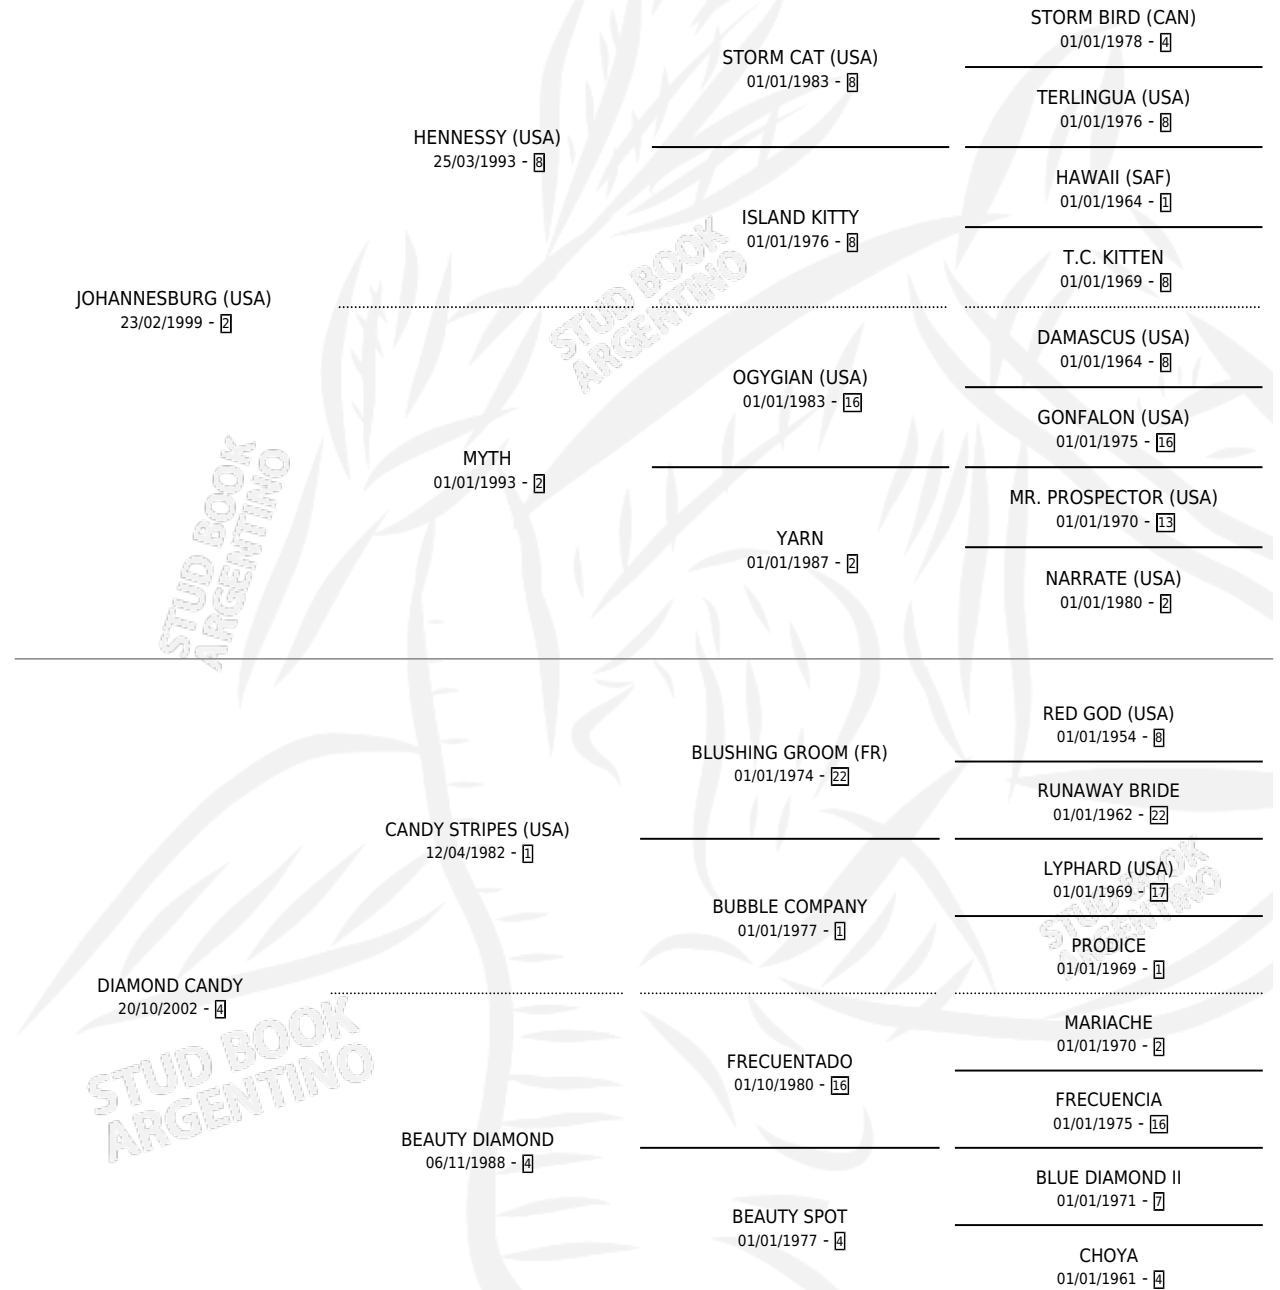 STORM BIRD (CAN)
01/01/1978 - 4
STORM CAT (USA)
01/01/1983 - 8
TERLINGUA (USA)
01/01/1976 - 8
HENNESSY (USA)
25/03/1993 - 8
HAWAII (SAF)
01/01/1964 - 1
ISLAND KITTY
01/01/1976 - 8
T.C. KITTEN
01/01/1969 - 8
JOHANNESBURG (USA)
23/02/1999 - 2
DAMASCUS (USA)
01/01/1964 - 8
OGYGIAN (USA)
01/01/1983 - 16
GONFALON (USA)
01/01/1975 - 16
MYTH
01/01/1993 - 2
MR. PROSPECTOR (USA)
01/01/1970 - 13
YARN
01/01/1987 - 2
NARRATE (USA)
01/01/1980 - 2
RED GOD (USA)
01/01/1954 - 8
BLUSHING GROOM (FR)
01/01/1974 - 22
RUNAWAY BRIDE
01/01/1962 - 22
CANDY STRIPES (USA)
12/04/1982 - 1
LYPHARD (USA)
01/01/1969 - 17
BUBBLE COMPANY
01/01/1977 - 1
PRODICE
01/01/1969 - 1
DIAMOND CANDY
20/10/2002 - 4
MARIACHE
01/01/1970 - 2
FRECUENTADO
01/10/1980 - 16
FRECUENCIA
01/01/1975 - 16
BEAUTY DIAMOND
06/11/1988 - 4
BLUE DIAMOND II
01/01/1971 - 7
BEAUTY SPOT
01/01/1977 - 4
CHOYA
01/01/1961 - 4
STUD BOOK
ARGENTINO
STUD BOOK
ARGENTINO
STUD BOOK
ARGENTINO
STUD BOOK
ARGENTINO